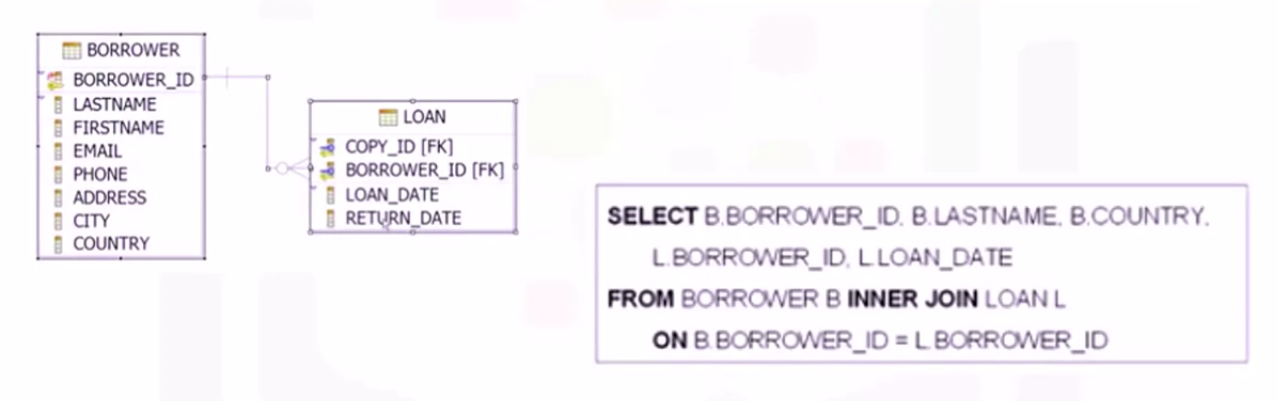 BORROWER
BORROWER_ID
LASTNAME
FIRSTNAME
EMAIL
PHONE
ADDRESS
CITY
COUNTRY
LOAN
COPY_ID [FK]
BORROWER_ID [FK]
LOAN_DATE
RETURN_DATE
SELECT B.BORROWER_ID, B.LASTNAME, B.COUNTRY,
L.BORROWER_ID, L.LOAN_DATE
FROM BORROWER B INNER JOIN LOAN L
ON B.BORROWER_ID = L.BORROWER_ID